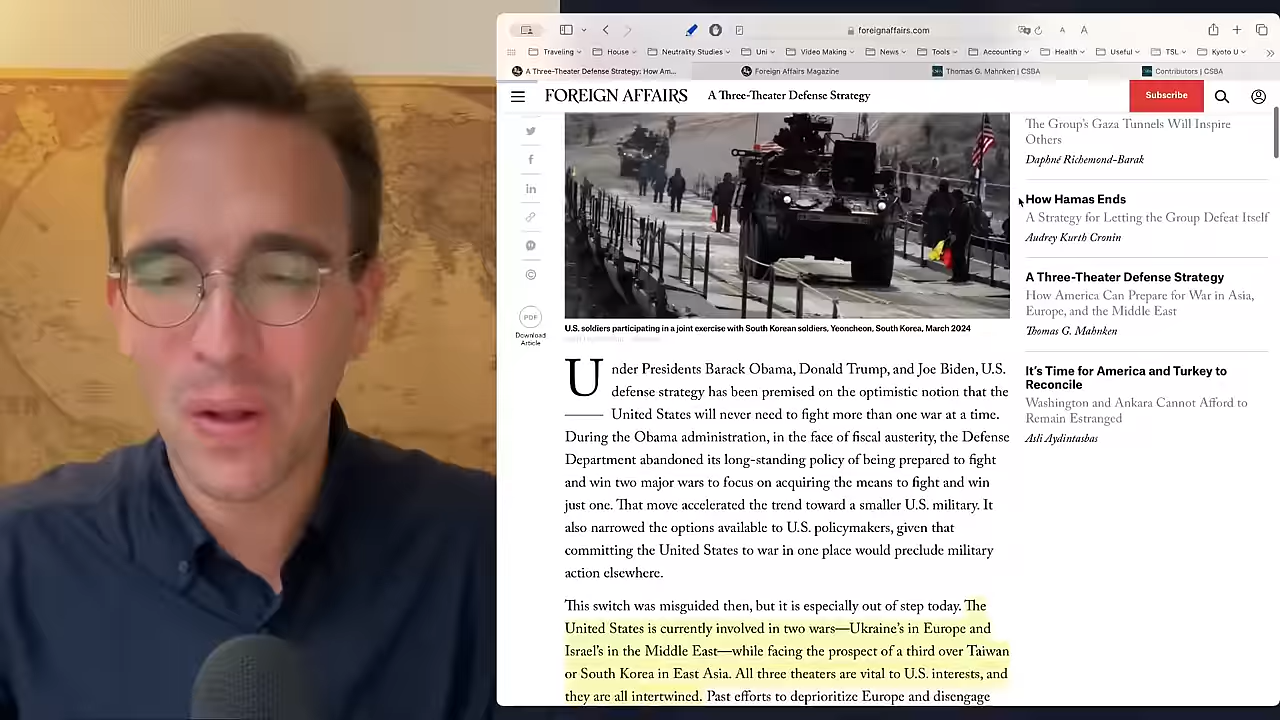 foreignaffairs.com
A
A
Traveling
House
Neutrality Studies
Uni
Video Making
News
Tools
Accounting
Health
Useful
TSL
Kyoto U
A Three-Theater Defense Strategy: How Am...
Foreign Affairs Magazine
Thomas G. Mahnken | CSBA
Contributors | CSBA
FOREIGN AFFAIRS
A Three-Theater Defense Strategy
Subscribe
The Group's Gaza Tunnels Will Inspire
Others
Daphné Richemond-Barak
How Hamas Ends
A Strategy for Letting the Group Defeat Itself
Audrey Kurth Cronin
A Three-Theater Defense Strategy
How America Can Prepare for War in Asia,
Europe, and the Middle East
Thomas G. Mahnken
It's Time for America and Turkey to
Reconcile
Washington and Ankara Cannot Afford to
Remain Estranged
Asli Aydintasbas
PDF
Download
Article
U.S. soldiers participating in a joint exercise with South Korean soldiers, Yeoncheon, South Korea, March 2024
Under Presidents Barack Obama, Donald Trump, and Joe Biden, U.S.
defense strategy has been premised on the optimistic notion that the
United States will never need to fight more than one war at a time.
During the Obama administration, in the face of fiscal austerity, the Defense
Department abandoned its long-standing policy of being prepared to fight
and win two major wars to focus on acquiring the means to fight and win
just one. That move accelerated the trend toward a smaller U.S. military. It
also narrowed the options available to U.S. policymakers, given that
committing the United States to war in one place would preclude military
action elsewhere.
This switch was misguided then, but it is especially out of step today. The
United States is currently involved in two wars—Ukraine's in Europe and
Israel's in the Middle East—while facing the prospect of a third over Taiwan
or South Korea in East Asia. All three theaters are vital to U.S. interests, and
they are all intertwined. Past efforts to deprioritize Europe and disengage